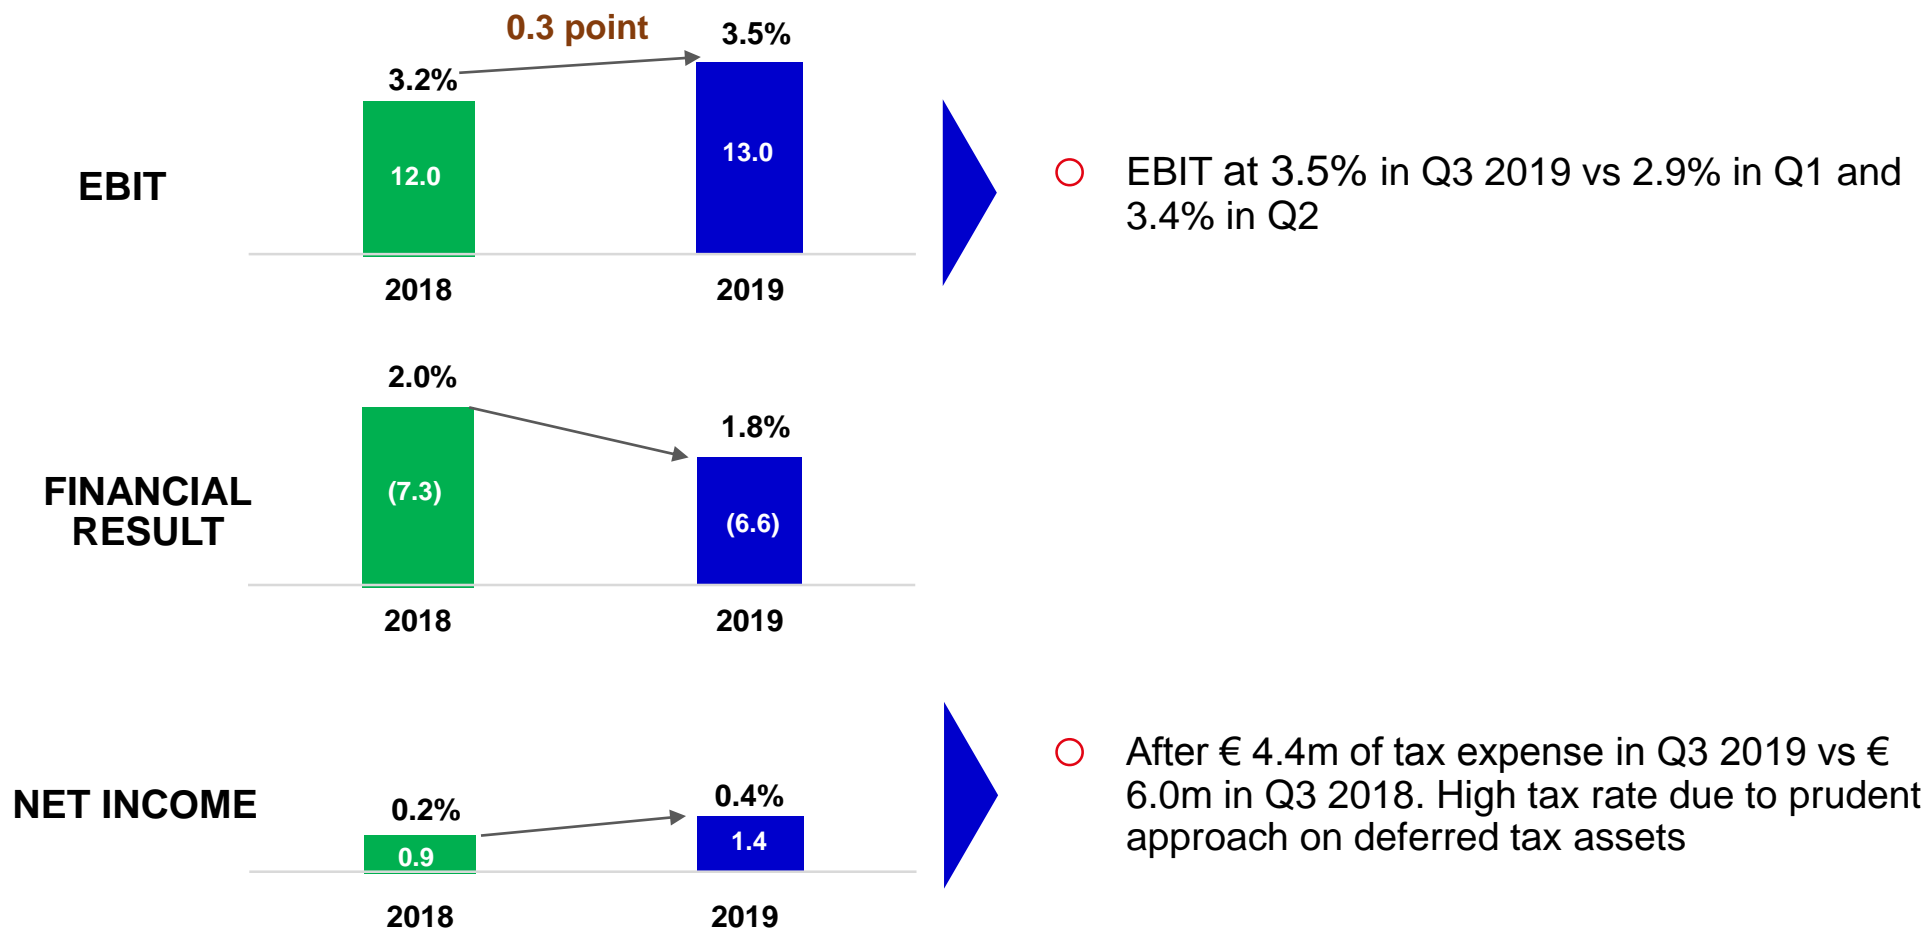 0.3 point
3.2%
3.5%
EBIT
12.0
13.0
2018
2019
EBIT at 3.5% in Q3 2019 vs 2.9% in Q1 and
3.4% in Q2
2.0%
1.8%
FINANCIAL
RESULT
(7.3)
(6.6)
2018
2019
NET INCOME
0.2%
0.4%
0.9
1.4
2018
2019
After € 4.4m of tax expense in Q3 2019 vs €
6.0m in Q3 2018. High tax rate due to prudent
approach on deferred tax assets